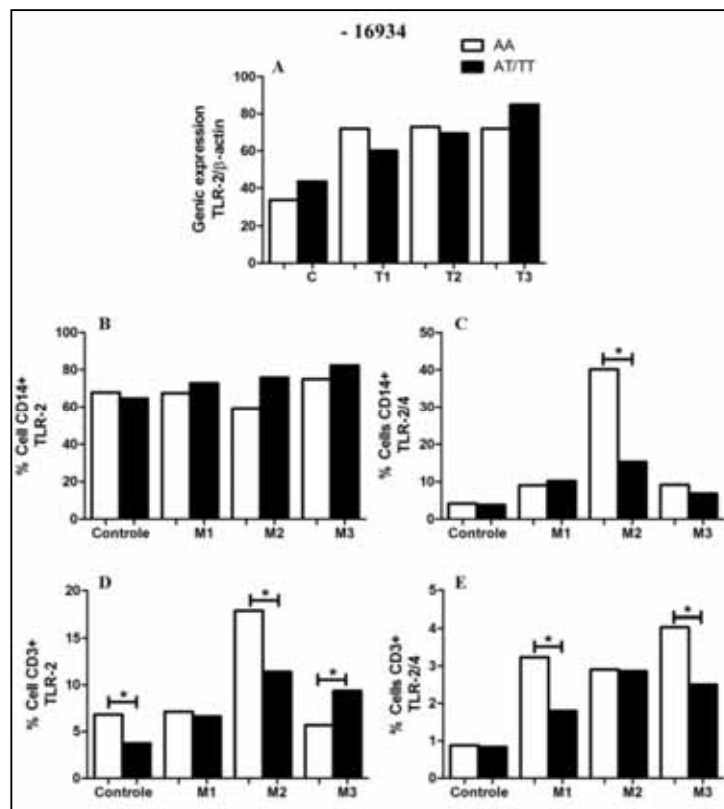 - 16934
AA
AT/TT
A
Genic expression
TLR-2/β-actin
100
80
60
40
20
0
C T1 T2 T3
B
% Cell CD14+
TLR-2
100
80
60
40
20
0
Controle M1 M2 M3
C
% Cells CD14+
TLR-2/4
50
40
30
20
10
0
*
Controle M1 M2 M3
D
% Cell CD3+
TLR-2
20
15
10
5
0
* * *
Controle M1 M2 M3
E
% Cells CD3+
TLR-2/4
5
4
3
2
1
0
* *
Controle M1 M2 M3